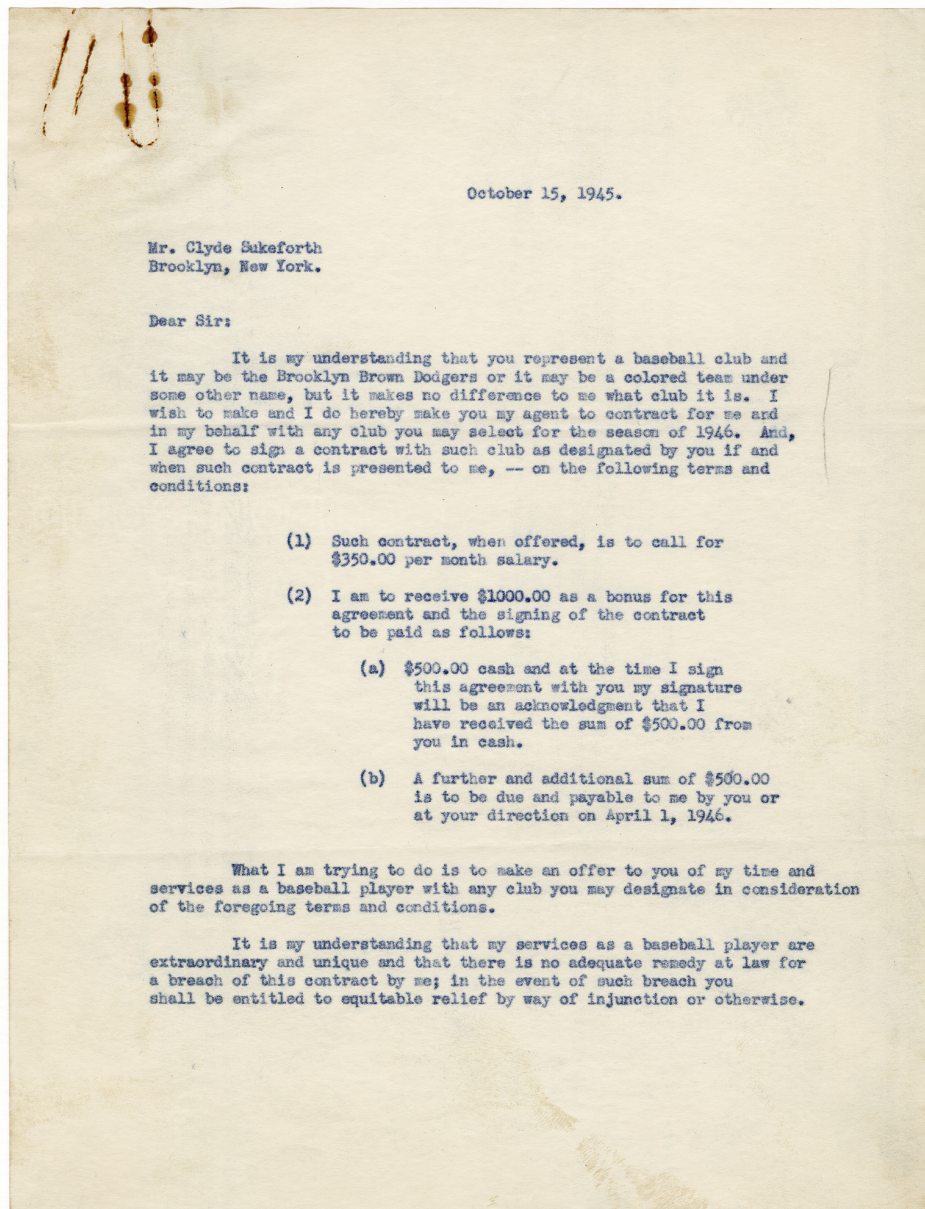 October 15, 1945.
Mr. Clyde Sukeforth
Brooklyn, New York.
Dear Sir:
It is my understanding that you represent a baseball club and
it may be the Brooklyn Brown Dodgers or it may be a colored team under
some other name, but it makes no difference to me what club it is. I
wish to make and I do hereby make you my agent to contract for me and
in my behalf with any club you may select for the season of 1946. And,
I agree to sign a contract with such club as designated by you if and
when such contract is presented to me, -- on the following terms and
conditions:
(1) Such contract, when offered, is to call for
$350.00 per month salary.
(2) I am to receive $1000.00 as a bonus for this
agreement and the signing of the contract
to be paid as follows:
(a) $500.00 cash and at the time I sign
this agreement with you my signature
will be an acknowledgment that I
have received the sum of $500.00 from
you in cash.
(b) A further and additional sum of $500.00
is to be due and payable to me by you or
at your direction on April 1, 1946.
What I am trying to do is to make an offer to you of my time and
services as a baseball player with any club you may designate in consideration
of the foregoing terms and conditions.
It is my understanding that my services as a baseball player are
extraordinary and unique and that there is no adequate remedy at law for
a breach of this contract by me; in the event of such breach you
shall be entitled to equitable relief by way of injunction or otherwise.